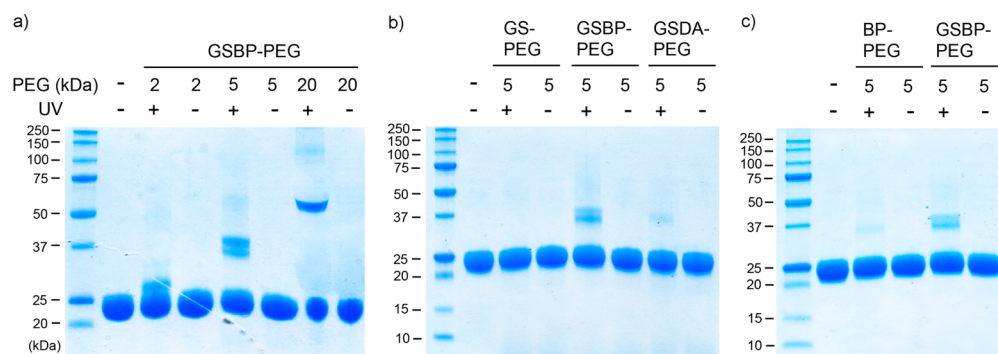 a)
GSBP-PEG
PEG (kDa) - 2 2 5 5 20 20
UV - + - + - + -
250
150
100
75
50
37
25
20
(kDa)
b)
GS-PEG GSBP-PEG GSDA-PEG
- 5 5 5 5 5 5
- + - + - + -
250
150
100
75
50
37
25
20
15
10
c)
BP-PEG GSBP-PEG
- 5 5 5 5
- + - + -
250
150
100
75
50
37
25
20
15
10